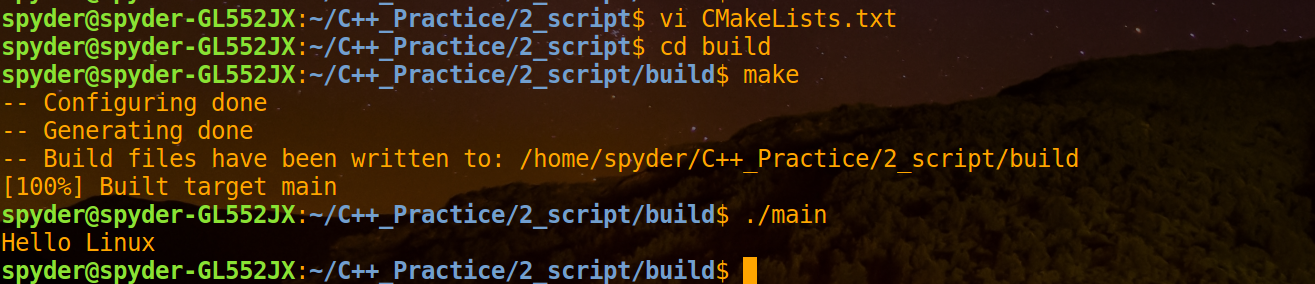 spyder@spyder-GL552JX:~/C++_Practice/2_script$ vi CMakeLists.txt
spyder@spyder-GL552JX:~/C++_Practice/2_script$ cd build
spyder@spyder-GL552JX:~/C++_Practice/2_script/build$ make
-- Configuring done
-- Generating done
-- Build files have been written to: /home/spyder/C++_Practice/2_script/build
[100%] Built target main
spyder@spyder-GL552JX:~/C++_Practice/2_script/build$ ./main
Hello Linux
spyder@spyder-GL552JX:~/C++_Practice/2_script/build$